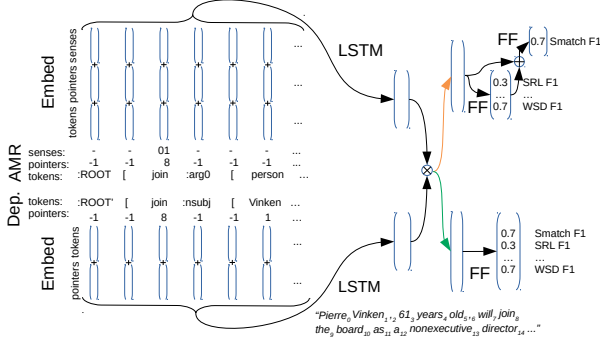 Embed
tokens pointers senses
+ + + + + +
...
+ + + + + +
...
AMR
senses: - - 01 - - - ...
pointers: -1 -1 8 -1 -1 -1 ...
tokens: :ROOT [ join :arg0 [ person ...
Dep.
tokens: :ROOT' [ join :nsubj [ Vinken ...
pointers: -1 -1 8 -1 -1 1 ...
Embed
pointers tokens
...
+ + + + + +
...
LSTM
LSTM
⊗
FF
0.7 Smatch F1
⊕
FF
0.3 SRL F1
...
0.7 WSD F1
FF
0.7 Smatch F1
0.3 SRL F1
... ...
0.7 WSD F1
"Pierre0 Vinken1,2 613 years4 old5,6 will7 join8
the9 board10 as11 a12 nonexecutive13 director14 ..."